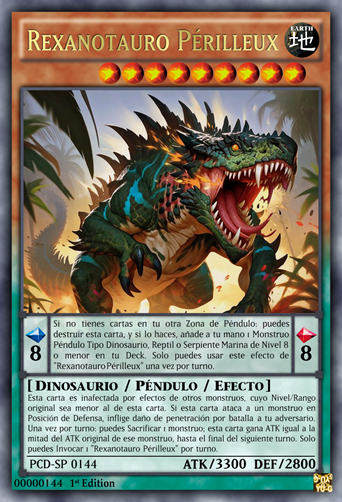 Rexanotauro Périlleux
EARTH
地
Si no tienes cartas en tu otra Zona de Péndulo: puedes
destruir esta carta, y si lo haces, añade a tu mano 1 Monstruo
Péndulo Tipo Dinosaurio, Reptil o Serpiente Marina de Nivel 8
o menor en tu Deck. Solo puedes usar este efecto de
"Rexanotauro Périlleux" una vez por turno.
8
8
[ Dinosaurio / Péndulo / Efecto ]
Esta carta es inafectada por efectos de otros monstruos, cuyo Nivel/Rango
original sea menor al de esta carta. Si esta carta ataca a un monstruo en
Posición de Defensa, inflige daño de penetración por batalla a tu adversario.
Una vez por turno: puedes Sacrificar 1 monstruo; esta carta gana ATK igual a la
mitad del ATK original de ese monstruo, hasta el final del siguiente turno. Solo
puedes Invocar 1 "Rexanotauro Périlleux" por turno.
PCD-SP 0144
ATK/3300 DEF/2800
00000144 1st Edition